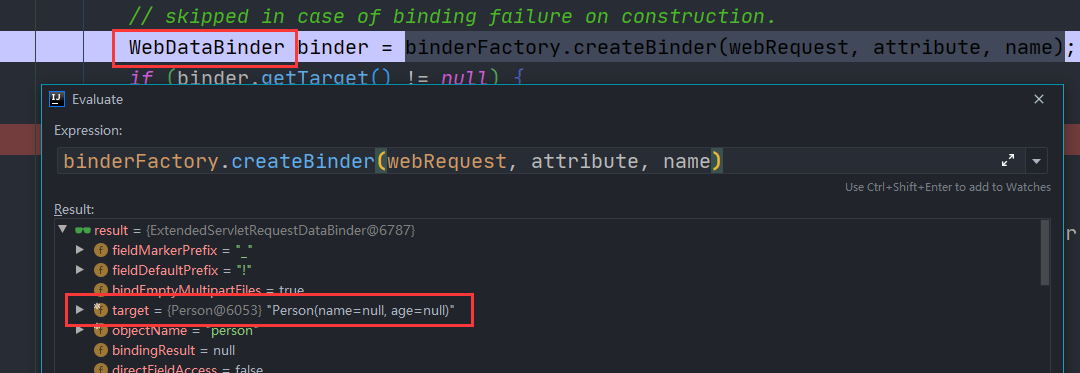 // skipped in case of binding failure on construction.
WebDataBinder binder = binderFactory.createBinder(webRequest, attribute, name);
if (binder.getTarget() != null) {
IJ Evaluate
Expression:
binderFactory.createBinder(webRequest, attribute, name)
Use Ctrl+Shift+Enter to add to Watches
Result:
result = {ExtendedServletRequestDataBinder@6787}
f fieldMarkerPrefix = "_"
f fieldDefaultPrefix = "!"
f bindEmptyMultipartFiles = true
f target = {Person@6053} "Person(name=null, age=null)"
f objectName = "person"
f bindingResult = null
f directFieldAccess = false
r